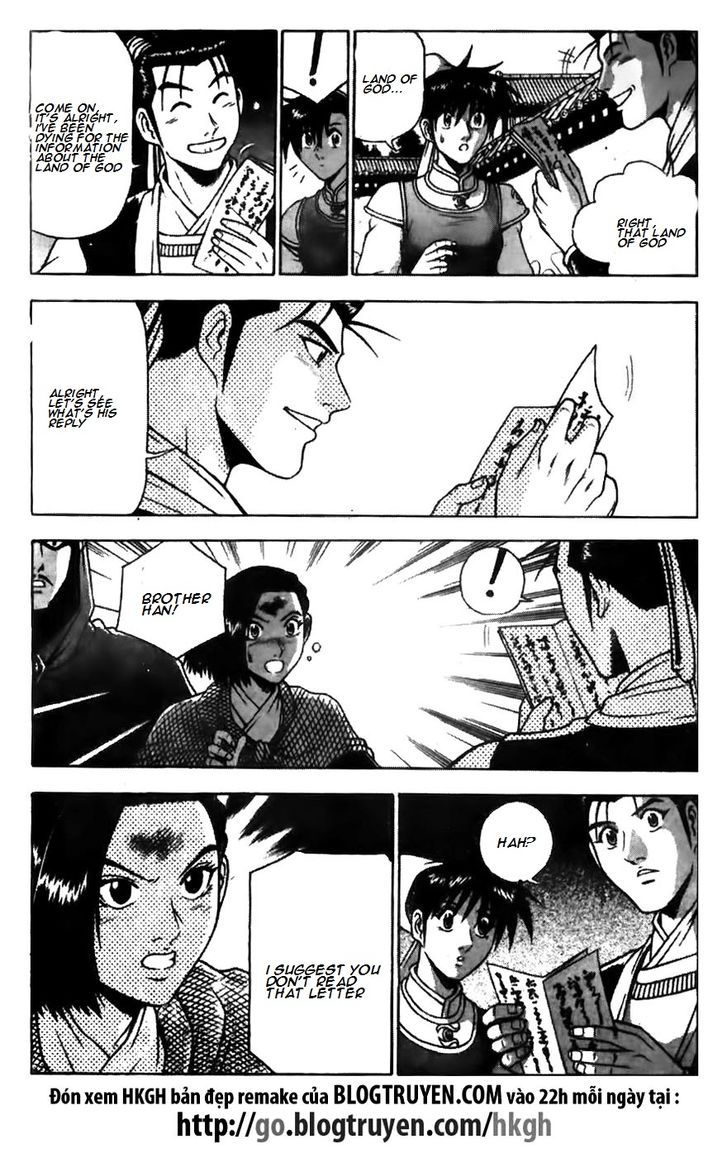 COME ON,
IT'S ALRIGHT,
I'VE BEEN
DYING FOR THE
INFORMATION
ABOUT THE
LAND OF GOD
!
LAND OF
GOD...
RIGHT,
THAT LAND
OF GOD
ALRIGHT,
LET'S SEE
WHAT'S HIS
REPLY
BROTHER
HAN!
!
I SUGGEST YOU
DON'T READ
THAT LETTER
HAH?
Đón xem HKGH bản đẹp remake của BLOGTRUYEN.COM vào 22h mỗi ngày tại :
http://go.blogtruyen.com/hkgh